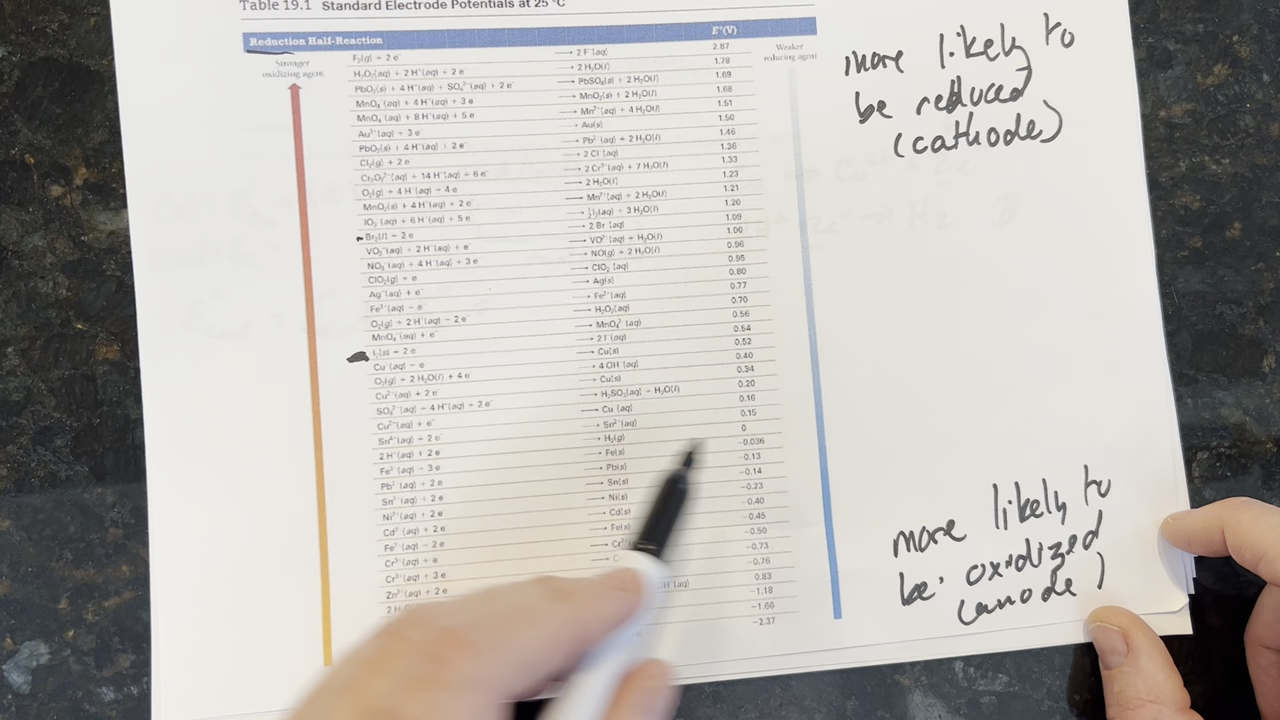 Table 19.1 Standard Electrode Potentials at 25 °C
Reduction Half-Reaction E°(V)
Stronger oxidizing agent
Weaker reducing agent
F₂(g) + 2 e⁻ → 2 F⁻(aq) 2.87
H₂O₂(aq) + 2 H⁺(aq) + 2 e⁻ → 2 H₂O(l) 1.78
PbO₂(s) + 4 H⁺(aq) + SO₄²⁻(aq) + 2 e⁻ → PbSO₄(s) + 2 H₂O(l) 1.69
MnO₄⁻(aq) + 4 H⁺(aq) + 3 e⁻ → MnO₂(s) + 2 H₂O(l) 1.68
MnO₄⁻(aq) + 8 H⁺(aq) + 5 e⁻ → Mn²⁺(aq) + 4 H₂O(l) 1.51
Au³⁺(aq) + 3 e⁻ → Au(s) 1.50
PbO₂(s) + 4 H⁺(aq) + 2 e⁻ → Pb²⁺(aq) + 2 H₂O(l) 1.46
Cl₂(g) + 2 e⁻ → 2 Cl⁻(aq) 1.36
Cr₂O₇²⁻(aq) + 14 H⁺(aq) + 6 e⁻ → 2 Cr³⁺(aq) + 7 H₂O(l) 1.33
O₂(g) + 4 H⁺(aq) + 4 e⁻ → 2 H₂O(l) 1.23
MnO₂(s) + 4 H⁺(aq) + 2 e⁻ → Mn²⁺(aq) + 2 H₂O(l) 1.21
IO₃⁻(aq) + 6 H⁺(aq) + 5 e⁻ → ½I₂(aq) + 3 H₂O(l) 1.20
Br₂(l) + 2 e⁻ → 2 Br⁻(aq) 1.09
VO₂⁺(aq) + 2 H⁺(aq) + e⁻ → VO²⁺(aq) + H₂O(l) 1.00
NO₃⁻(aq) + 4 H⁺(aq) + 3 e⁻ → NO(g) + 2 H₂O(l) 0.96
ClO₂(g) + e⁻ → ClO₂⁻(aq) 0.95
Ag⁺(aq) + e⁻ → Ag(s) 0.80
Fe³⁺(aq) + e⁻ → Fe²⁺(aq) 0.77
O₂(g) + 2 H⁺(aq) + 2 e⁻ → H₂O₂(aq) 0.70
MnO₄⁻(aq) + e⁻ → MnO₄²⁻(aq) 0.56
I₂(s) + 2 e⁻ → 2 I⁻(aq) 0.54
Cu⁺(aq) + e⁻ → Cu(s) 0.52
O₂(g) + 2 H₂O(l) + 4 e⁻ → 4 OH⁻(aq) 0.40
Cu²⁺(aq) + 2 e⁻ → Cu(s) 0.34
SO₄²⁻(aq) + 4 H⁺(aq) + 2 e⁻ → H₂SO₃(aq) + H₂O(l) 0.20
Cu²⁺(aq) + e⁻ → Cu⁺(aq) 0.16
Sn⁴⁺(aq) + 2 e⁻ → Sn²⁺(aq) 0.15
2 H⁺(aq) + 2 e⁻ → H₂(g) 0
Fe³⁺(aq) + 3 e⁻ → Fe(s) −0.036
Pb²⁺(aq) + 2 e⁻ → Pb(s) −0.13
Sn²⁺(aq) + 2 e⁻ → Sn(s) −0.14
Ni²⁺(aq) + 2 e⁻ → Ni(s) −0.23
Cd²⁺(aq) + 2 e⁻ → Cd(s) −0.40
Fe²⁺(aq) + 2 e⁻ → Fe(s) −0.45
Cr³⁺(aq) + e⁻ → Cr²⁺ −0.50
Cr³⁺(aq) + 3 e⁻ −0.73
Zn²⁺(aq) + 2 e⁻ −0.76
2 H OH⁻(aq) −0.83
−1.18
−1.66
−2.37
more likely to
be reduced
(cathode)
more likely to
be oxidized
(anode)